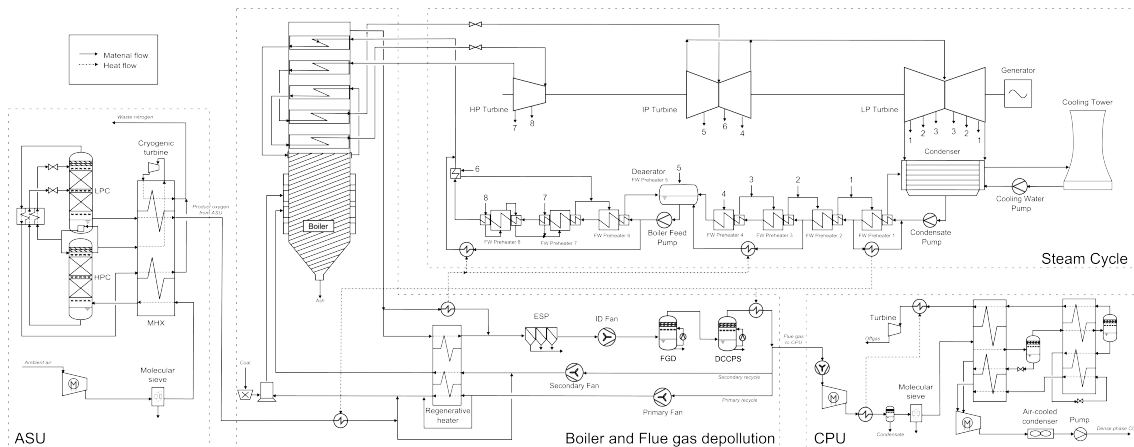 Material flow
Heat flow
Waste nitrogen
Cryogenic
turbine
LPC
Product oxygen
from ASU
HPC
MHX
Ambient air
M
Molecular
sieve
ASU
Boiler
Ash
Coal
Regenerative
heater
ESP
ID Fan
FGD
DCCPS
Flue gas
to CPU
Secondary Fan
Secondary recycle
Primary Fan
Primary recycle
Boiler and Flue gas depollution
HP Turbine
7
8
IP Turbine
5
6
4
LP Turbine
1
2
3
3
2
1
Generator
Cooling Tower
Condenser
Cooling Water
Pump
Condensate
Pump
6
Deaerator
FW Preheater 5
5
8
7
4
3
2
1
FW Preheater 8
FW Preheater 7
FW Preheater 6
Boiler Feed
Pump
FW Preheater 4
FW Preheater 3
FW Preheater 2
FW Preheater 1
Steam Cycle
Turbine
Offgas
M
Molecular
sieve
Condensate
M
Air-cooled
condenser
Pump
CPU